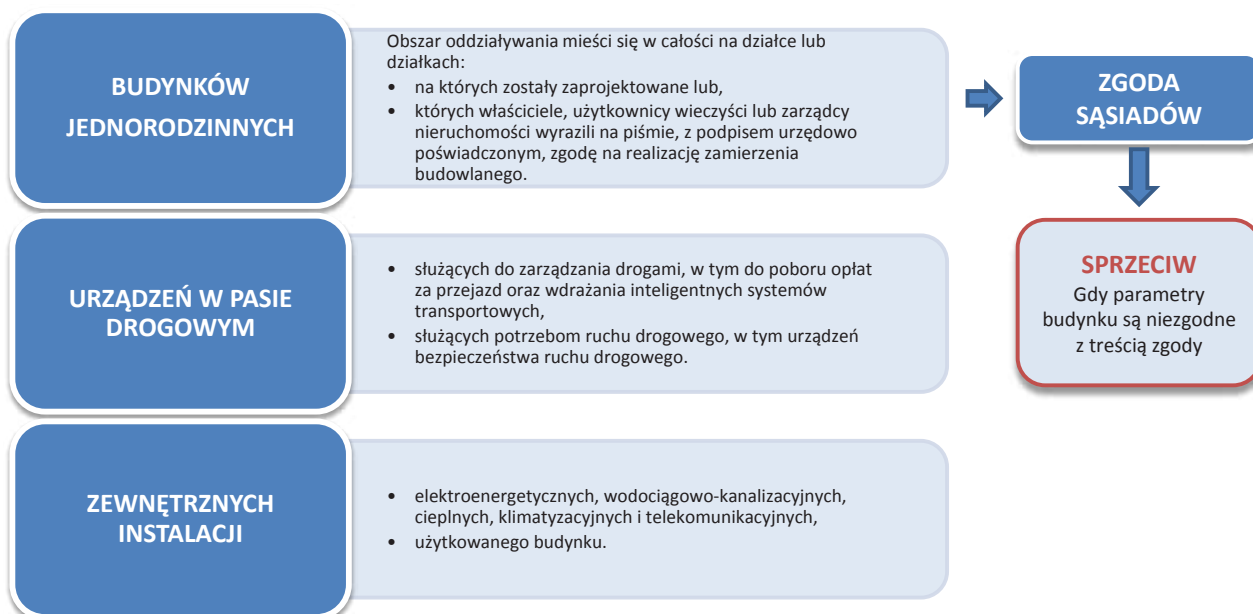 BUDYNKÓW
JEDNORODZINNYCH
Obszar oddziaływania mieści się w całości na działce lub
działkach:
• na których zostały zaprojektowane lub,
• których właściciele, użytkownicy wieczyści lub zarządcy
nieruchomości wyrazili na piśmie, z podpisem urzędowo
poświadczonym, zgodę na realizację zamierzenia
budowlanego.
ZGODA
SĄSIADÓW
SPRZECIW
Gdy parametry
budynku są niezgodne
z treścią zgody
URZĄDZEŃ W PASIE
DROGOWYM
• służących do zarządzania drogami, w tym do poboru opłat
za przejazd oraz wdrażania inteligentnych systemów
transportowych,
• służących potrzebom ruchu drogowego, w tym urządzeń
bezpieczeństwa ruchu drogowego.
ZEWNĘTRZNYCH
INSTALACJI
• elektroenergetycznych, wodociągowo-kanalizacyjnych,
cieplnych, klimatyzacyjnych i telekomunikacyjnych,
• użytkowanego budynku.